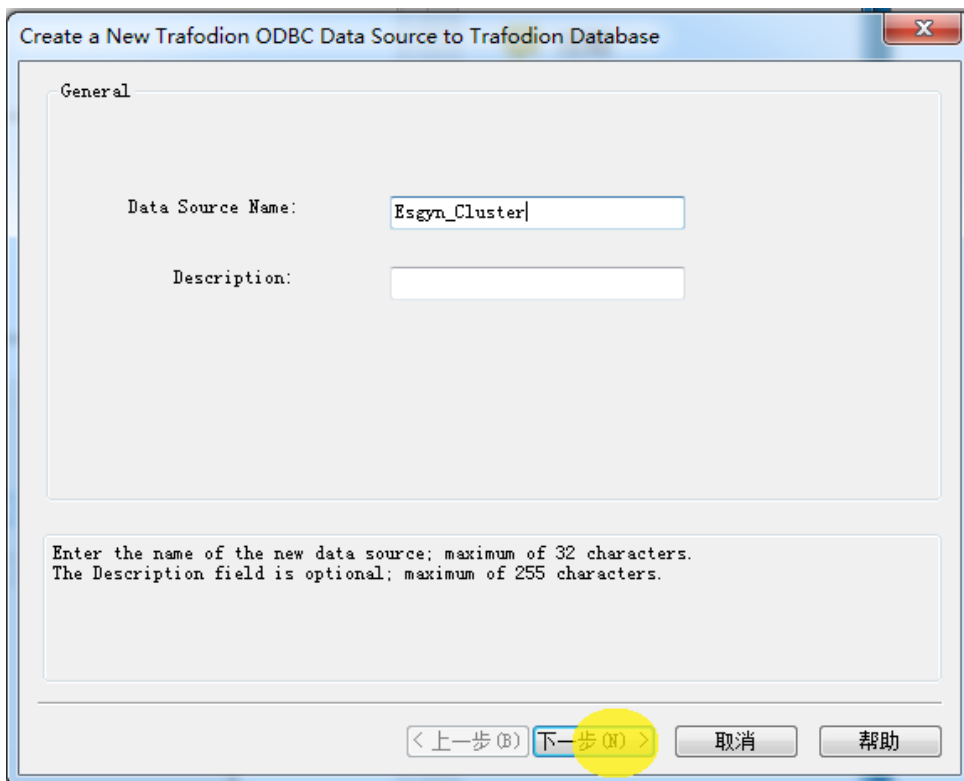 Create a New Trafodion ODBC Data Source to Trafodion Database
General
Data Source Name:
Esgyn_Cluster
Description:
Enter the name of the new data source; maximum of 32 characters.
The Description field is optional; maximum of 255 characters.
< 上一步(B) 下一步(N) > 取消 帮助